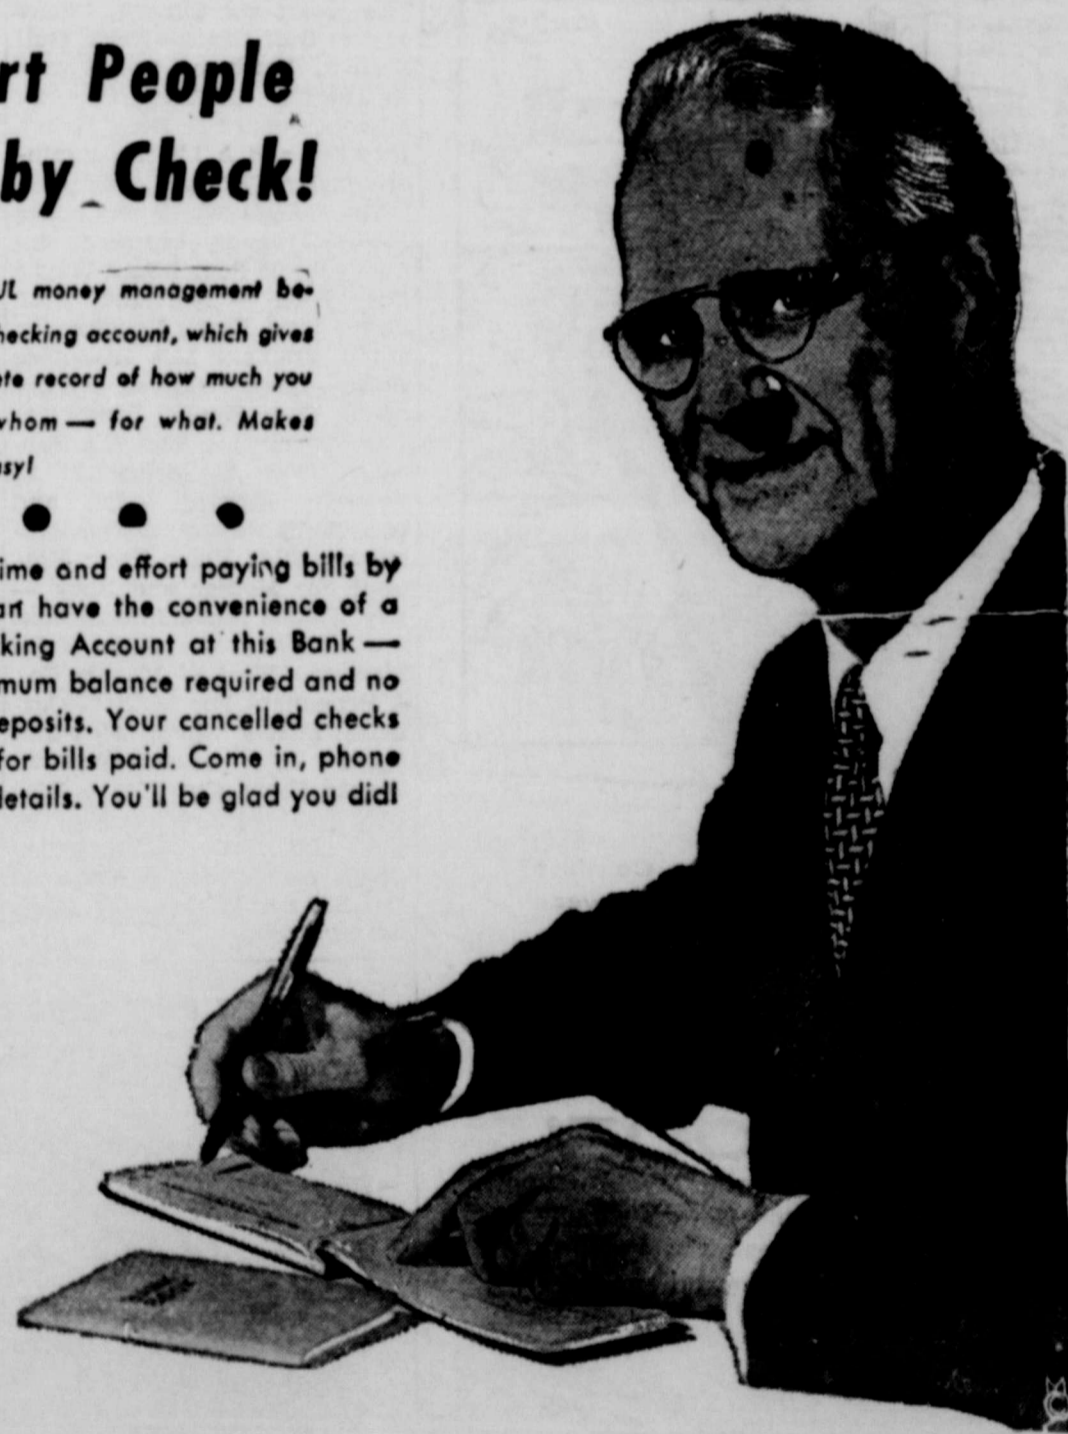 rt People
by Check!
UL money management be-
hecking account, which gives
ete record of how much you
whom — for what. Makes
asy!
ime and effort paying bills by
art have the convenience of a
king Account at this Bank —
mum balance required and no
eposits. Your cancelled checks
for bills paid. Come in, phone
details. You'll be glad you did!